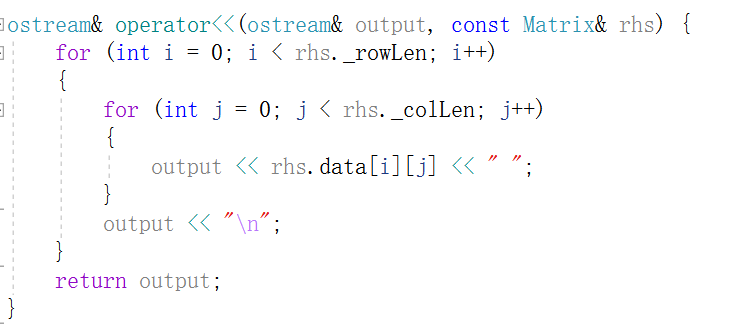 ostream& operator<<(ostream& output, const Matrix& rhs) {
    for (int i = 0; i < rhs._rowLen; i++)
    {
        for (int j = 0; j < rhs._colLen; j++)
        {
            output << rhs.data[i][j] << " ";
        }
        output << "\n";
    }
    return output;
}